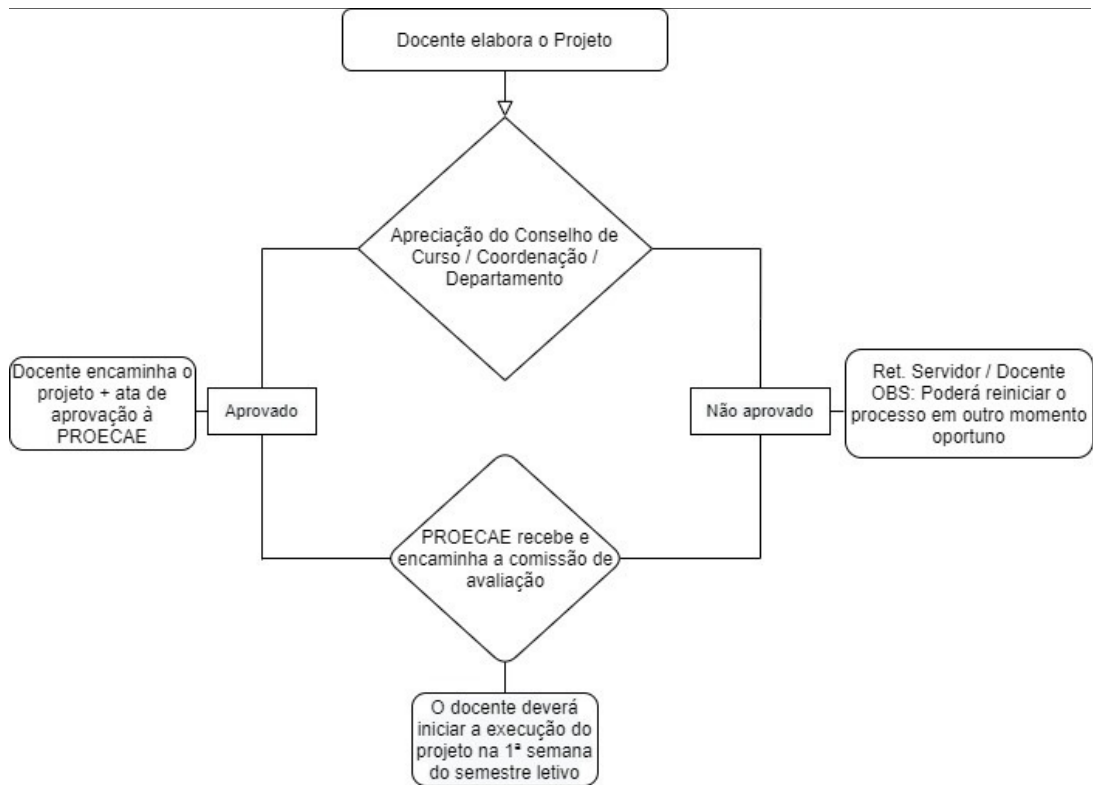 Docente elabora o Projeto
Apreciação do Conselho de
Curso / Coordenação /
Departamento
Docente encaminha o
projeto + ata de
aprovação à
PROECAE
Aprovado
Não aprovado
Ret. Servidor / Docente
OBS: Poderá reiniciar o
processo em outro momento
oportuno
PROECAE recebe e
encaminha a comissão de
avaliação
O docente deverá
iniciar a execução do
projeto na 1ª semana
do semestre letivo